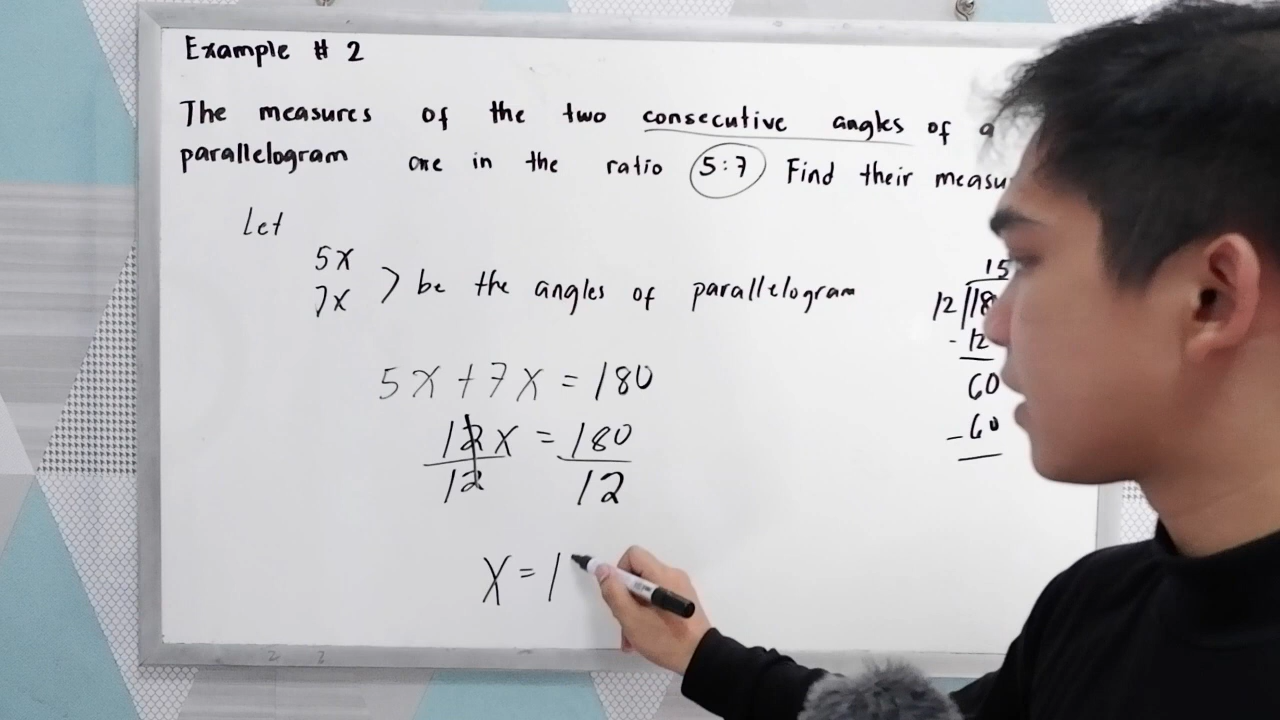 Example # 2
The measures of the two consecutive angles of a
parallelogram are in the ratio 5:7 Find their measu
Let
5x
7x > be the angles of parallelogram
5x + 7x = 180
12x = 180
12 12
x = 1
15
12 18
- 12
60
- 60